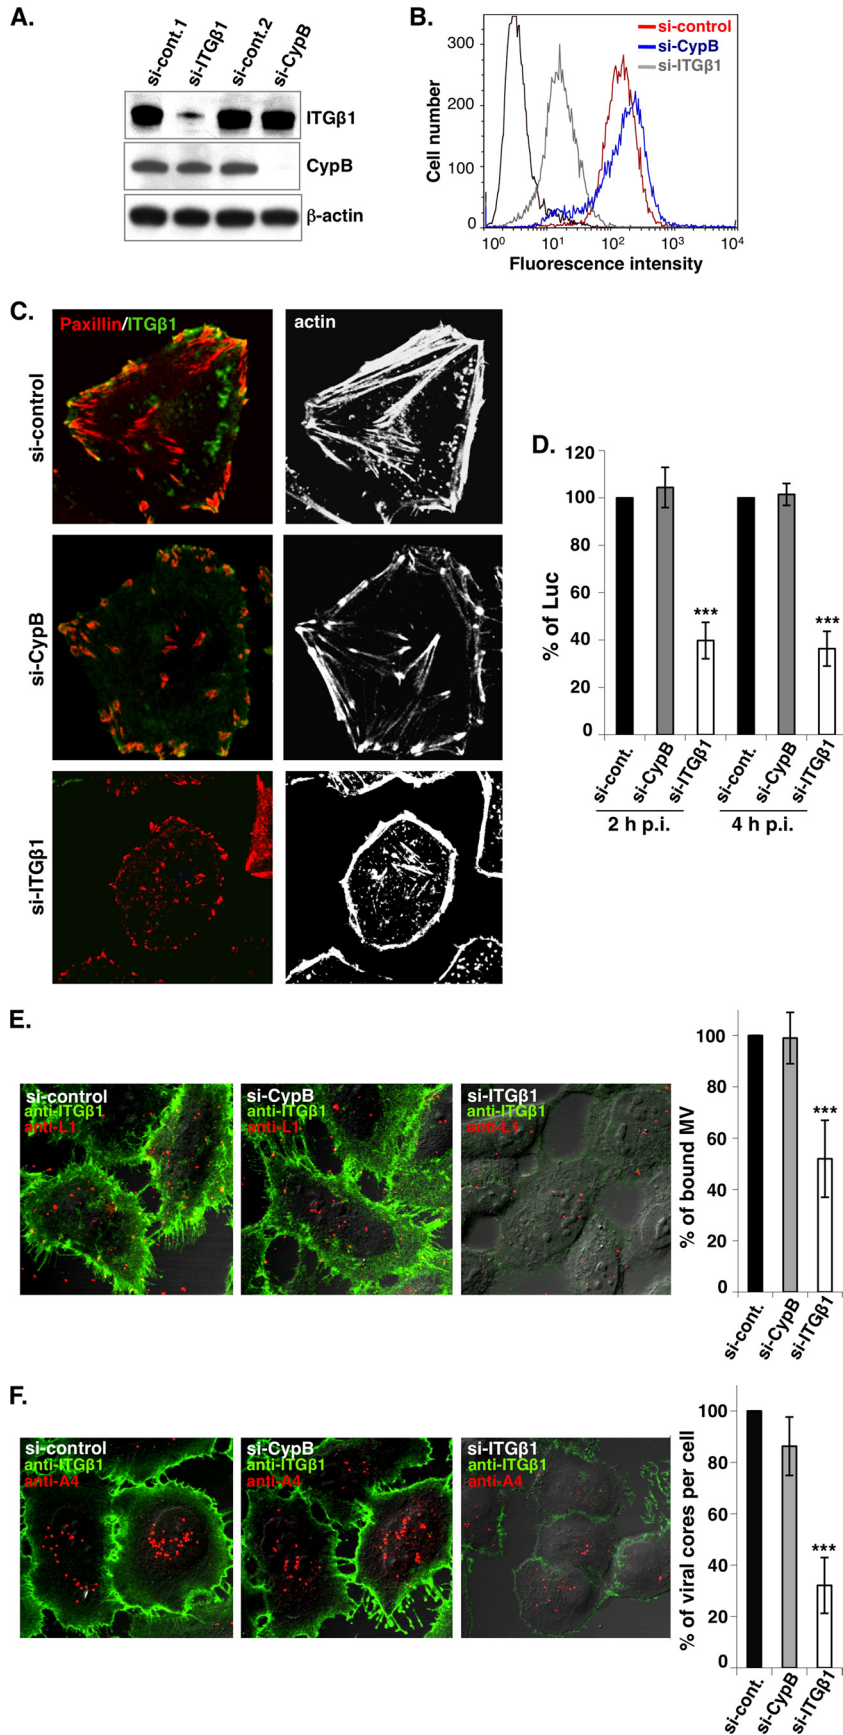 A.
si-cont.1
si-ITGβ1
si-cont.2
si-CypB
ITGβ1
CypB
β-actin
B.
si-control
si-CypB
si-ITGβ1
Cell number
300
200
100
0
10⁰ 10¹ 10² 10³ 10⁴
Fluorescence intensity
C.
Paxillin/ITGβ1
actin
si-control
si-CypB
si-ITGβ1
D.
% of Luc
120
100
80
60
40
20
0
***
***
si-cont.
si-CypB
si-ITGβ1
si-cont.
si-CypB
si-ITGβ1
2 h p.i.
4 h p.i.
E.
si-control
anti-ITGβ1
anti-L1
si-CypB
anti-ITGβ1
anti-L1
si-ITGβ1
anti-ITGβ1
anti-L1
% of bound MV
100
80
60
40
20
0
***
si-cont.
si-CypB
si-ITGβ1
F.
si-control
anti-ITGβ1
anti-A4
si-CypB
anti-ITGβ1
anti-A4
si-ITGβ1
anti-ITGβ1
anti-A4
% of viral cores per cell
100
80
60
40
20
0
***
si-cont.
si-CypB
si-ITGβ1